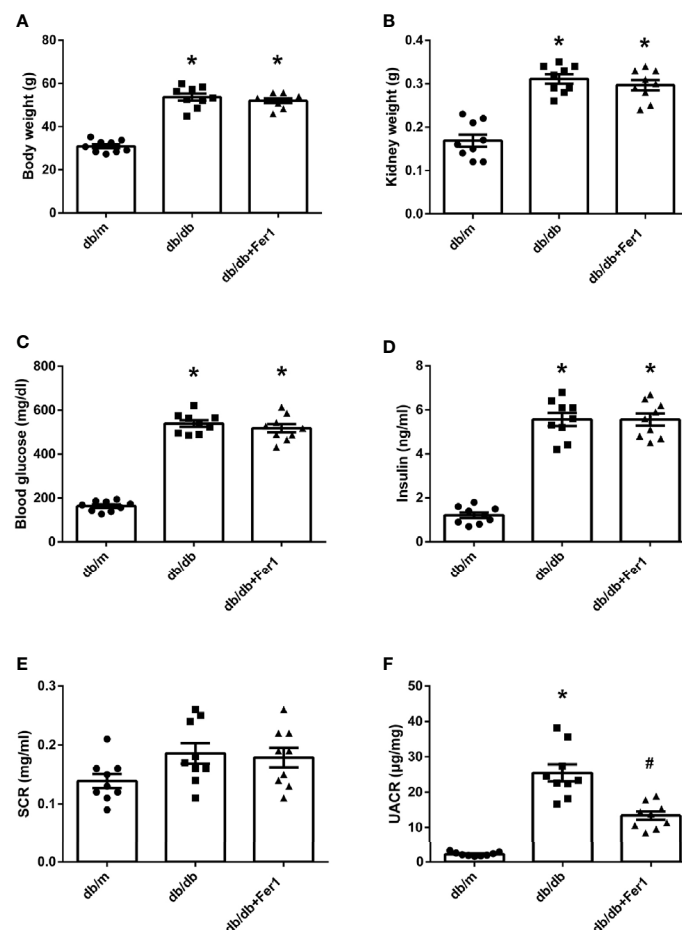 A
Body weight (g)
80
60
40
20
0
*
*
db/m
db/db
db/db+Fer1
B
Kidney weight (g)
0.4
0.3
0.2
0.1
0.0
*
*
db/m
db/db
db/db+Fer1
C
Blood glucose (mg/dl)
800
600
400
200
0
*
*
db/m
db/db
db/db+Fer1
D
Insulin (ng/ml)
8
6
4
2
0
*
*
db/m
db/db
db/db+Fer1
E
SCR (mg/ml)
0.3
0.2
0.1
0.0
db/m
db/db
db/db+Fer1
F
UACR (μg/mg)
50
40
30
20
10
0
*
#
db/m
db/db
db/db+Fer1